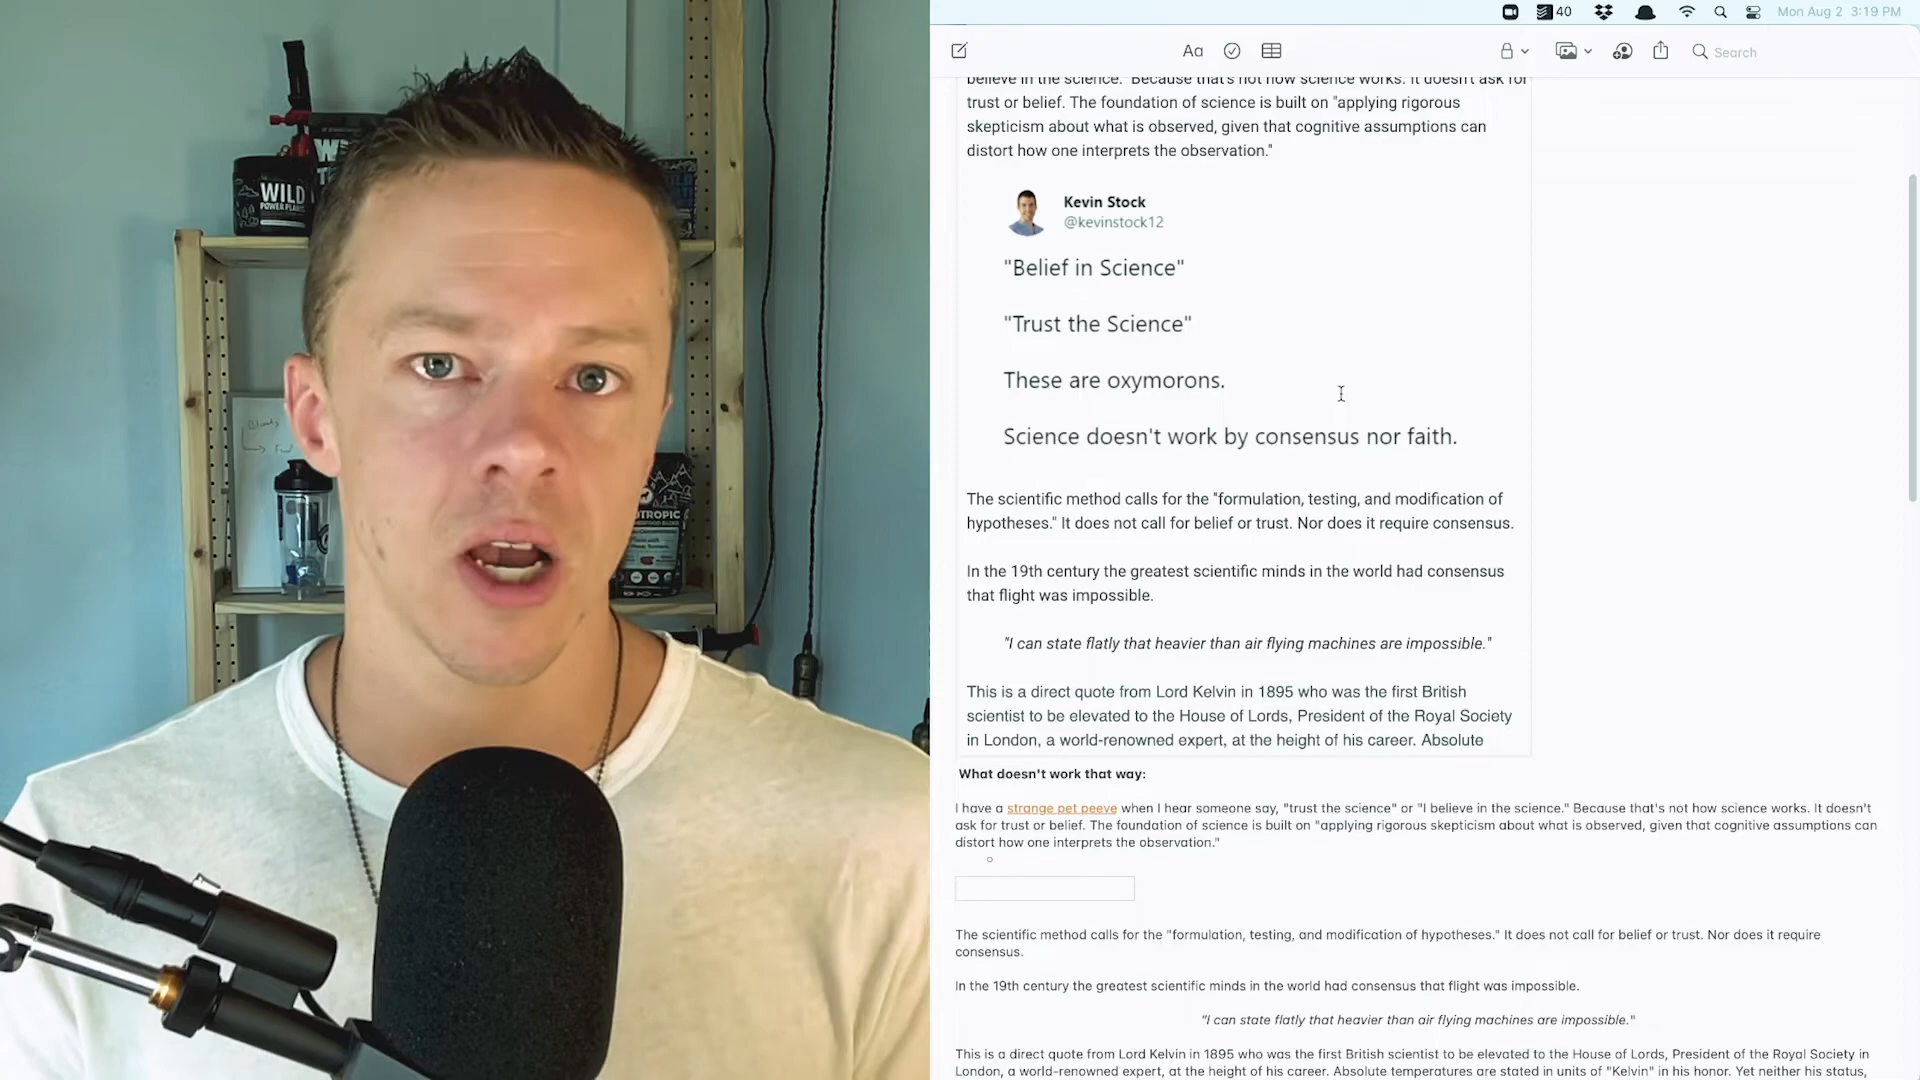 40
Mon Aug 2 3:19 PM
Aa
Search
believe in the science." Because that's not how science works. It doesn't ask for
trust or belief. The foundation of science is built on "applying rigorous
skepticism about what is observed, given that cognitive assumptions can
distort how one interprets the observation."
Kevin Stock
@kevinstock12
"Belief in Science"
"Trust the Science"
These are oxymorons.
Science doesn't work by consensus nor faith.
The scientific method calls for the "formulation, testing, and modification of
hypotheses." It does not call for belief or trust. Nor does it require consensus.
In the 19th century the greatest scientific minds in the world had consensus
that flight was impossible.
"I can state flatly that heavier than air flying machines are impossible."
This is a direct quote from Lord Kelvin in 1895 who was the first British
scientist to be elevated to the House of Lords, President of the Royal Society
in London, a world-renowned expert, at the height of his career. Absolute
What doesn't work that way:
I have a strange pet peeve when I hear someone say, "trust the science" or "I believe in the science." Because that's not how science works. It doesn't
ask for trust or belief. The foundation of science is built on "applying rigorous skepticism about what is observed, given that cognitive assumptions can
distort how one interprets the observation."
The scientific method calls for the "formulation, testing, and modification of hypotheses." It does not call for belief or trust. Nor does it require
consensus.
In the 19th century the greatest scientific minds in the world had consensus that flight was impossible.
"I can state flatly that heavier than air flying machines are impossible."
This is a direct quote from Lord Kelvin in 1895 who was the first British scientist to be elevated to the House of Lords, President of the Royal Society in
London, a world-renowned expert, at the height of his career. Absolute temperatures are stated in units of "Kelvin" in his honor. Yet neither his status,
WILD
POWER